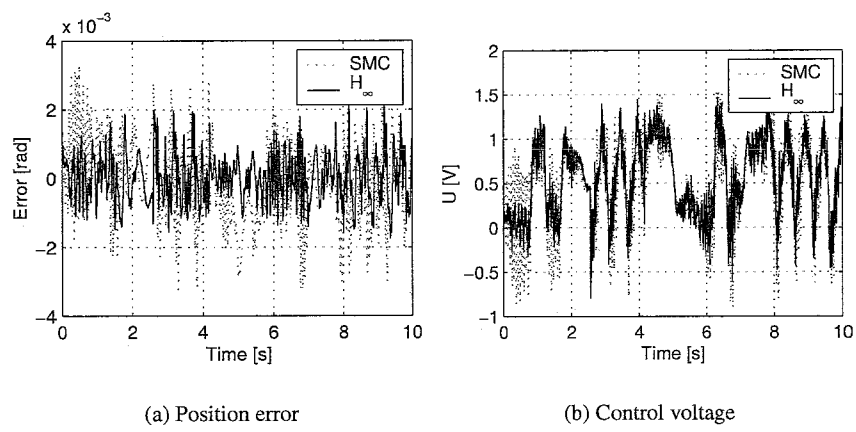 x 10⁻³
4
2
0
−2
−4
Error [rad]
0 2 4 6 8 10
Time [s]
SMC
H∞
(a) Position error
2
1.5
1
0.5
0
−0.5
−1
U [V]
0 2 4 6 8 10
Time [s]
SMC
H∞
(b) Control voltage